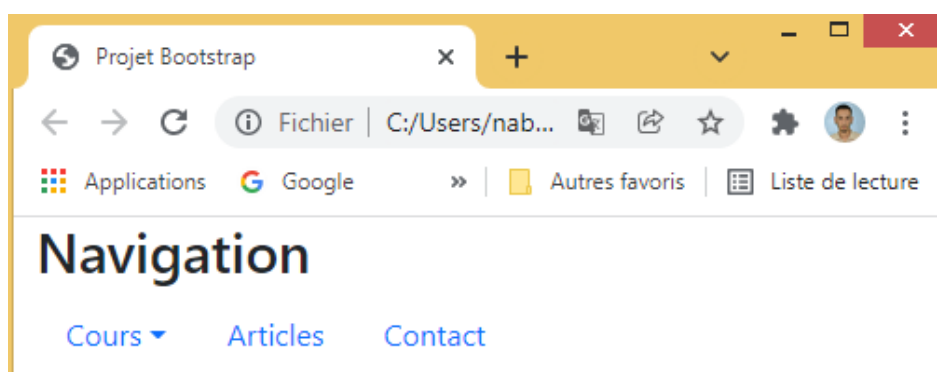 Projet Bootstrap
Fichier | C:/Users/nab...
Applications G Google » Autres favoris Liste de lecture
Navigation
Cours Articles Contact